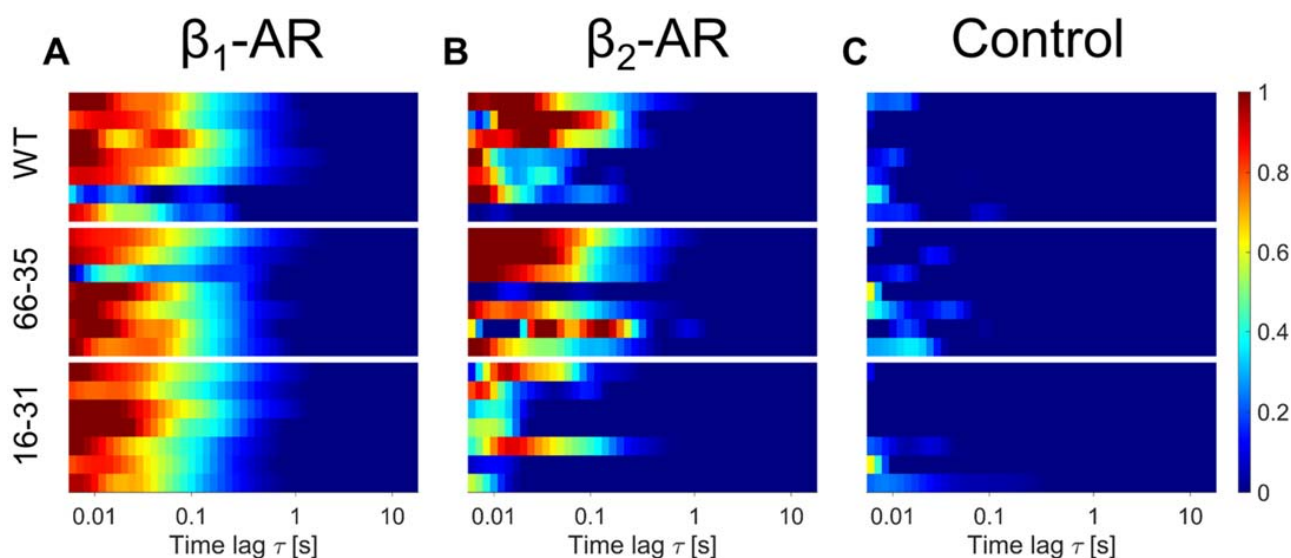 A β₁-AR B β₂-AR C Control
WT
66-35
16-31
1
0.8
0.6
0.4
0.2
0
0.01 0.1 1 10 0.01 0.1 1 10 0.01 0.1 1 10
Time lag τ [s] Time lag τ [s] Time lag τ [s]